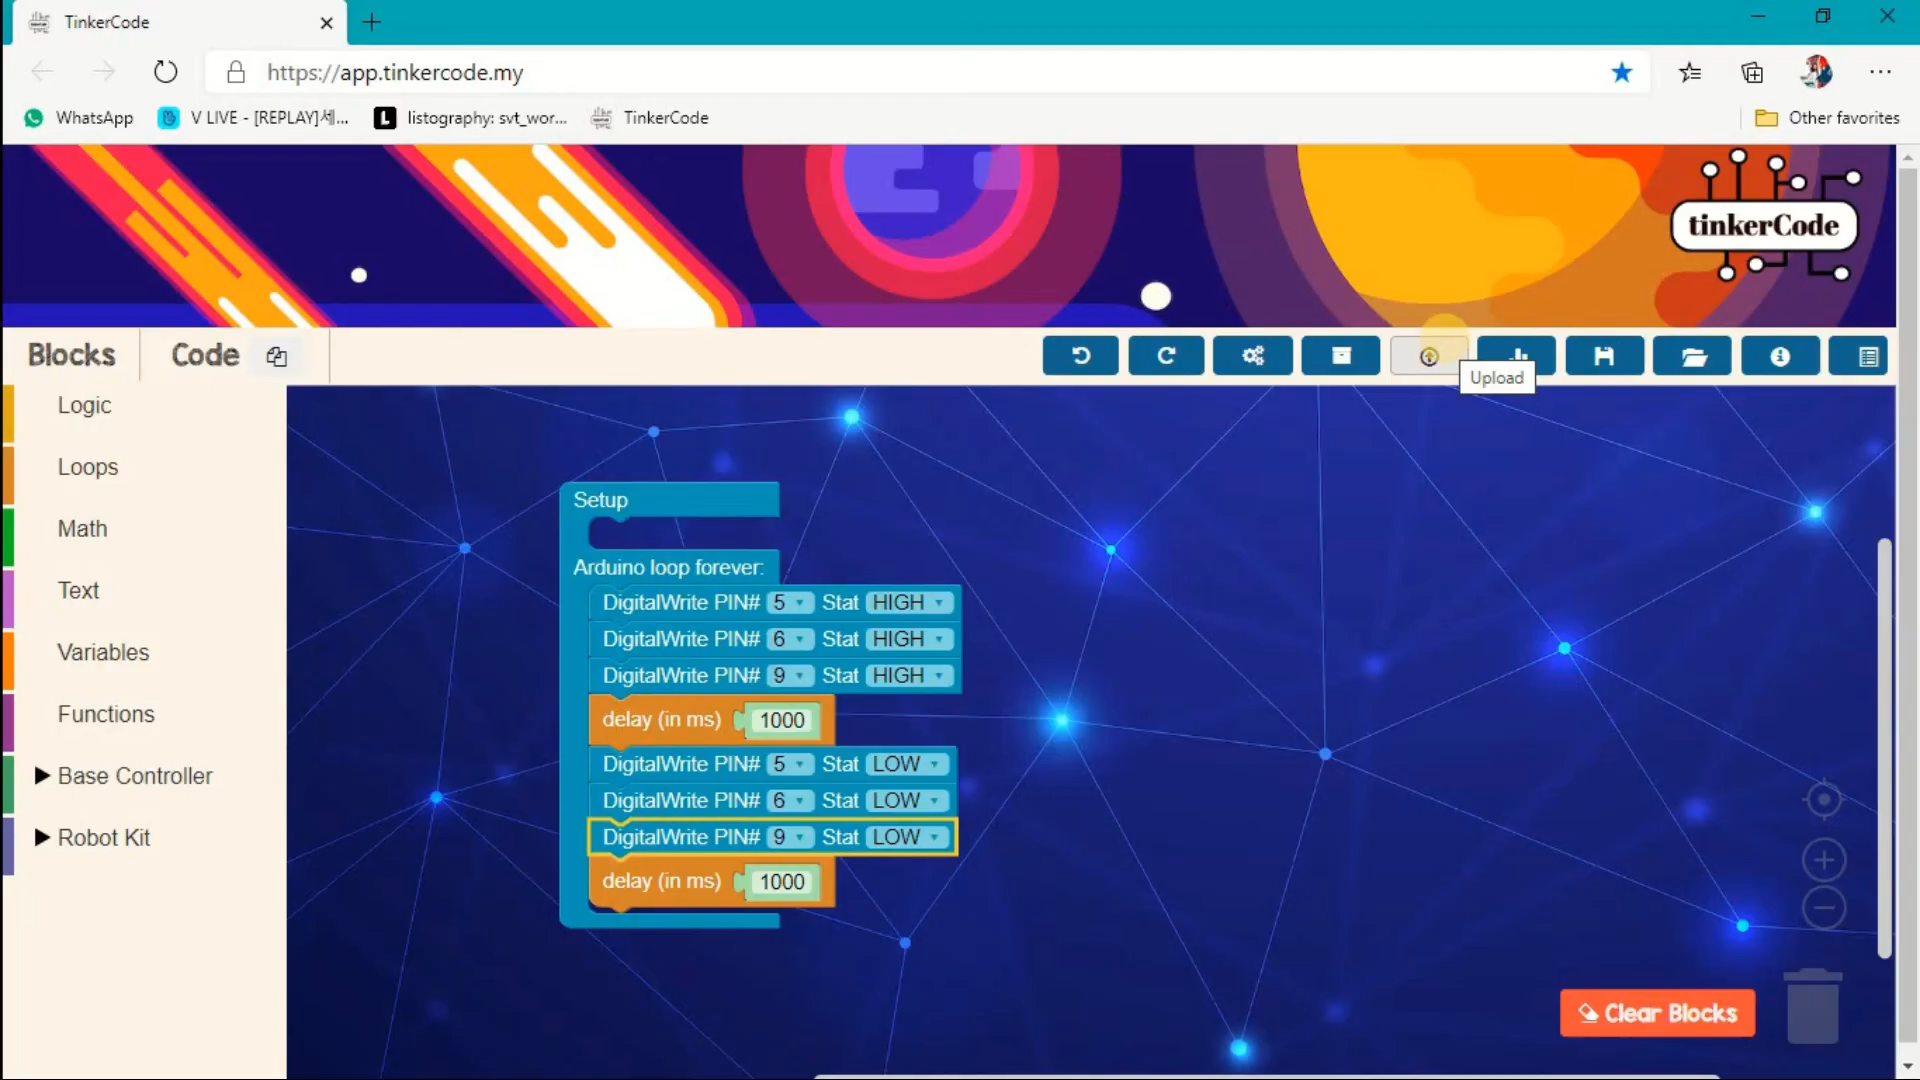 TinkerCode
https://app.tinkercode.my
WhatsApp
V LIVE - [REPLAY]세...
listography: svt_wor...
TinkerCode
Other favorites
tinkerCode
Blocks
Code
Upload
Logic
Loops
Math
Text
Variables
Functions
Base Controller
Robot Kit
Setup
Arduino loop forever:
DigitalWrite PIN# 5 Stat HIGH
DigitalWrite PIN# 6 Stat HIGH
DigitalWrite PIN# 9 Stat HIGH
delay (in ms) 1000
DigitalWrite PIN# 5 Stat LOW
DigitalWrite PIN# 6 Stat LOW
DigitalWrite PIN# 9 Stat LOW
delay (in ms) 1000
Clear Blocks